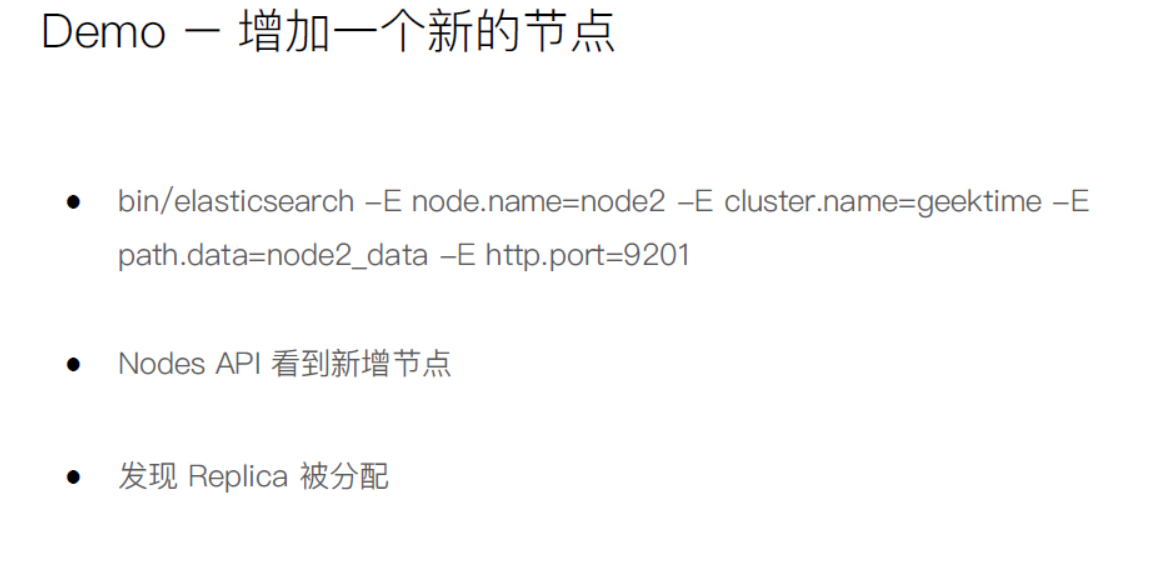 Demo － 增加一个新的节点
● bin/elasticsearch –E node.name=node2 –E cluster.name=geektime –E
path.data=node2_data –E http.port=9201
● Nodes API 看到新增节点
● 发现 Replica 被分配